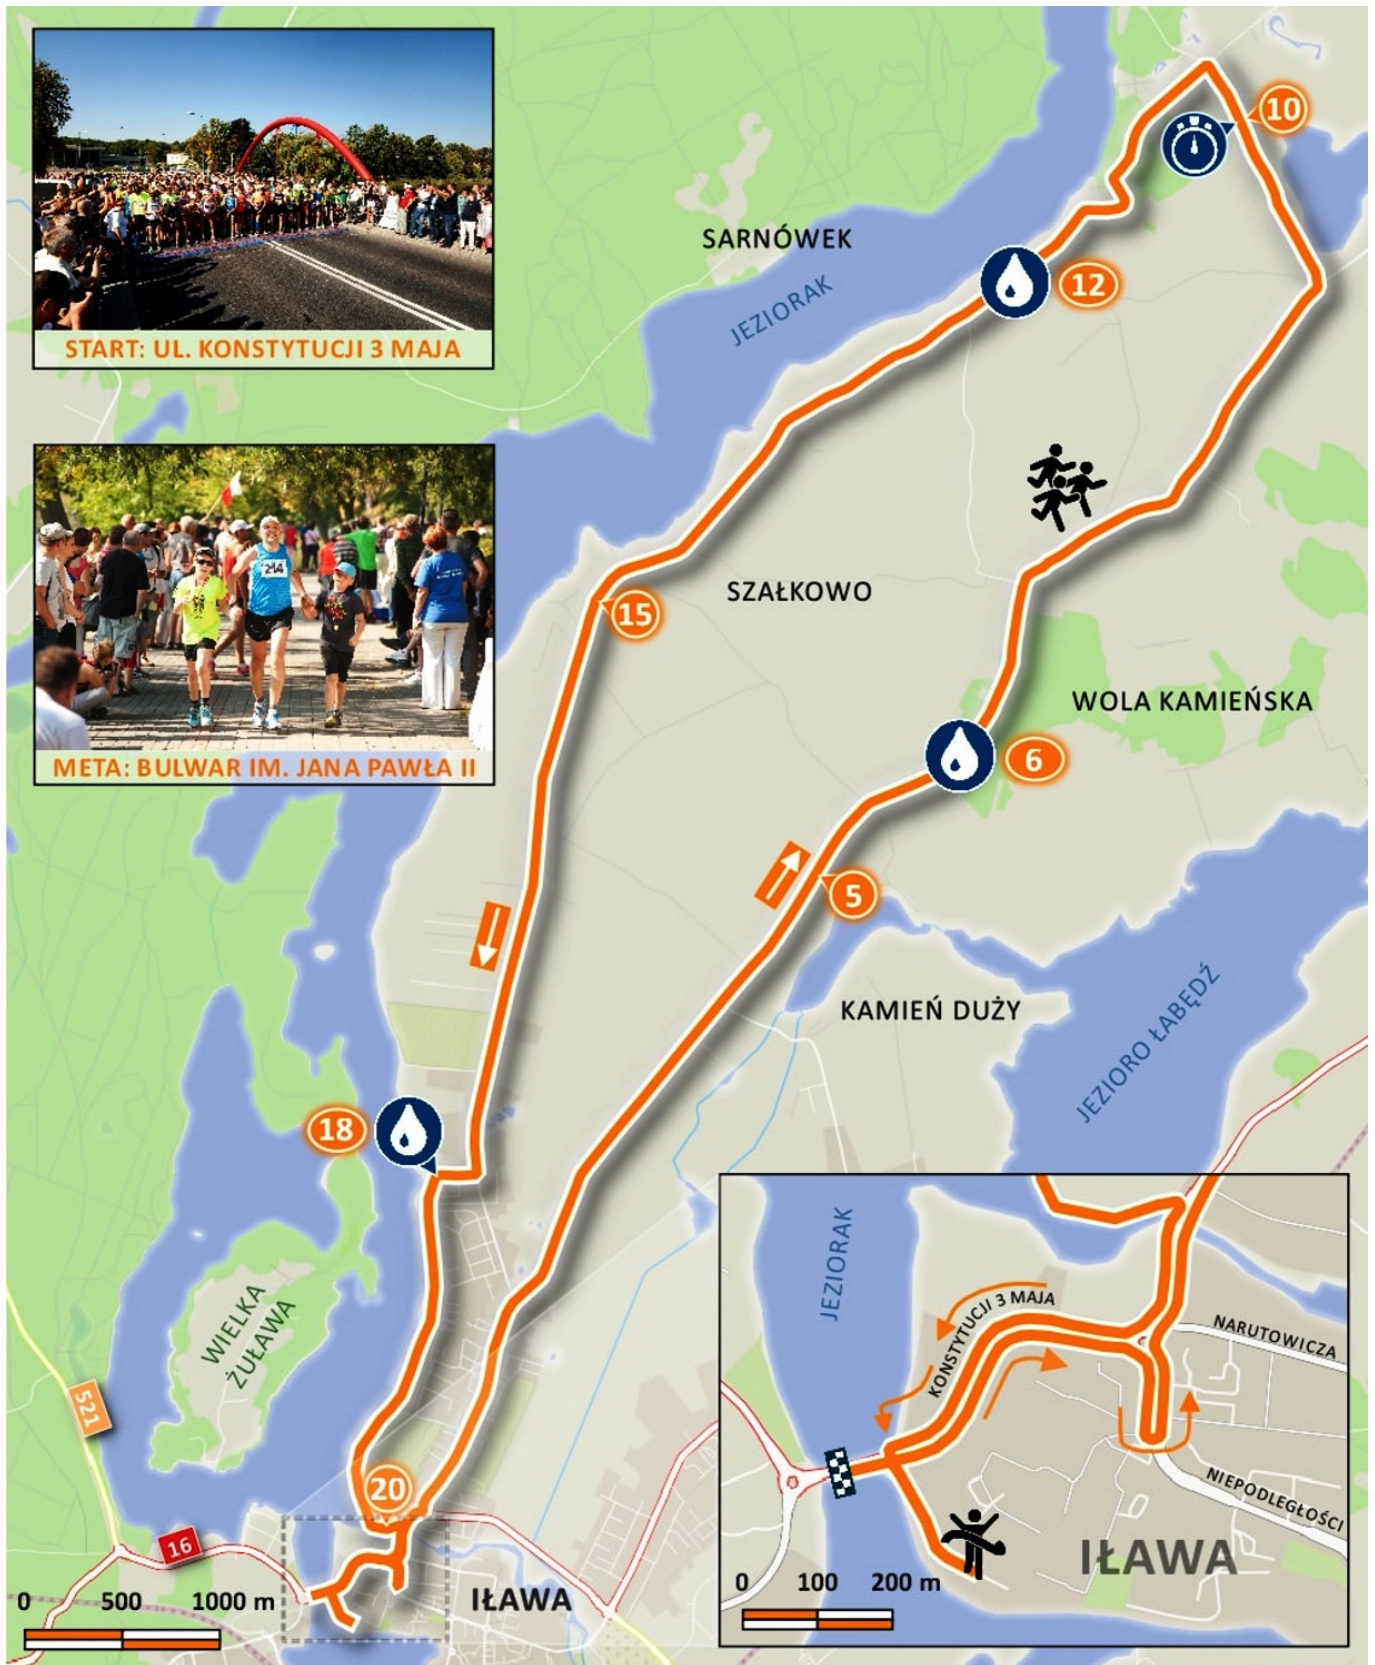 START: UL. KONSTYTUCJI 3 MAJA
214
META: BULWAR IM. JANA PAWŁA II
10
SARNÓWEK
JEZIORAK
12
SZAŁKOWO
15
WOLA KAMIEŃSKA
6
5
KAMIEŃ DUŻY
JEZIORO ŁABĘDŹ
18
WIELKA
ŻUŁAWA
521
20
16
IŁAWA
0 500 1000 m
JEZIORAK
KONSTYTUCJI 3 MAJA
NARUTOWICZA
NIEPODLEGŁOŚCI
IŁAWA
0 100 200 m